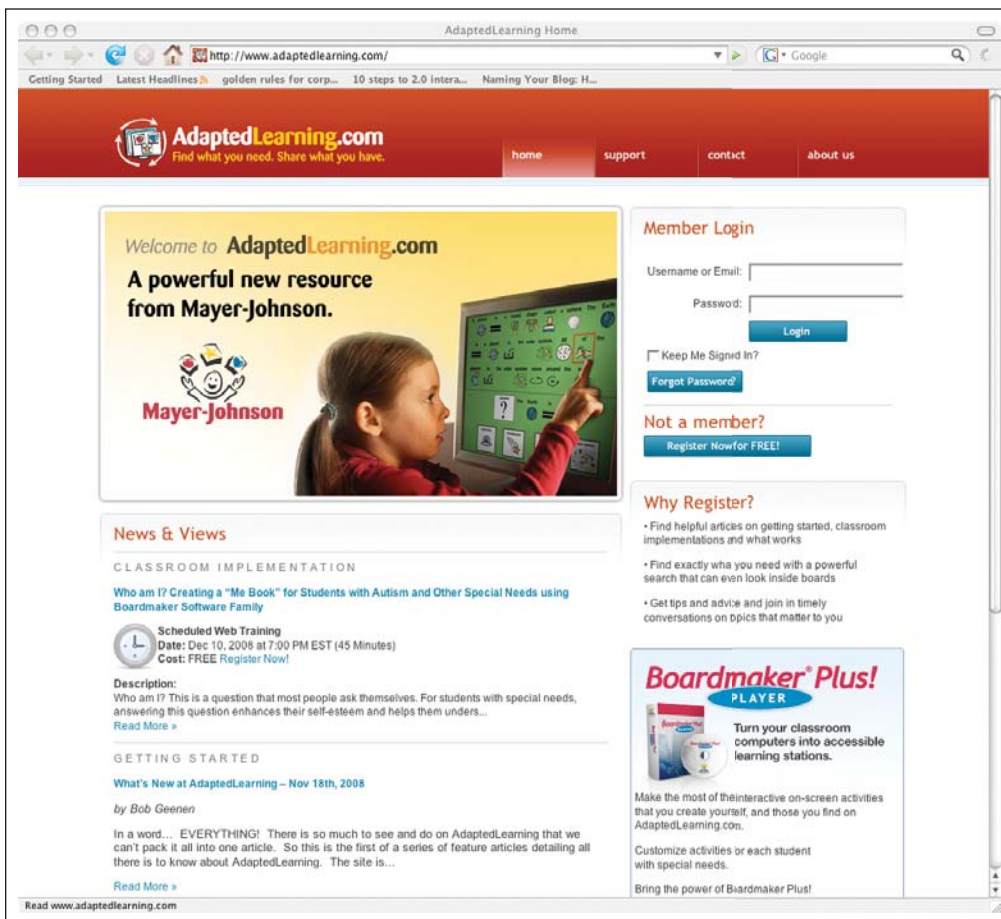 AdaptedLearning Home
http://www.adaptedlearning.com/
Google
Getting Started Latest Headlines golden rules for corp... 10 steps to 2.0 intera... Naming Your Blog: H...
AdaptedLearning.com
Find what you need. Share what you have.
home support contict about us
Welcome to AdaptedLearning.com
A powerful new resource
from Mayer-Johnson.
Mayer-Johnson
Member Login
Username or Email:
Password:
Login
Keep Me Signed In?
Forgot Password?
Not a member?
Register Nowfor FREE!
Why Register?
• Find helpful artices on getting started, classroom
implementations and what works
• Find exactly wha you need with a powerful
search that can even look inside boards
• Get tips and advice and join in timely
conversations on topics that matter to you
News & Views
CLASSROOM IMPLEMENTATION
Who am I? Creating a “Me Book” for Students with Autism and Other Special Needs using
Boardmaker Software Family
Scheduled Web Training
Date: Dec 10, 2008 at 7:00 PM EST (45 Minutes)
Cost: FREE Register Now!
Description:
Who am I? This is a question that most people ask themselves. For students with special needs,
answering this question enhances their self-esteem and helps them unders...
Read More »
GETTING STARTED
What's New at AdaptedLearning – Nov 18th, 2008
by Bob Geenen
In a word... EVERYTHING! There is so much to see and do on AdaptedLearning that we
can't pack it all into one article. So this is the first of a series of feature articles detailing all
there is to know about AdaptedLearning. The site is...
Read More »
Boardmaker® Plus!
PLAYER
Boardmaker Plus!
Turn your classroom
computers into accessible
learning stations.
Make the most of theinteractive on-screen activities
that you create yourself, and those you find on
AdaptedLearning.con.
Customize activities or each student
with special needs.
Bring the power of Boardmaker Plus!
Read www.adaptedlearning.com